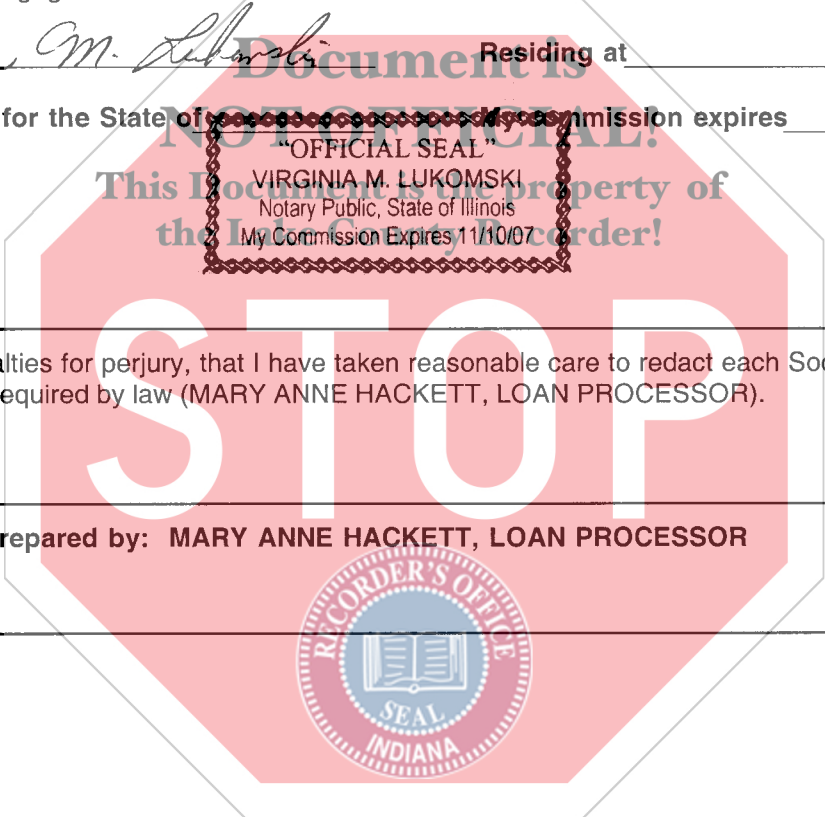 M. Lukomski Residing at
for the State of My commission expires
Document is
NOT OFFICIAL!
This Document is the property of
the Lake County Recorder!
"OFFICIAL SEAL"
VIRGINIA M. LUKOMSKI
Notary Public, State of Illinois
My Commission Expires 11/10/07
STOP
alties for perjury, that I have taken reasonable care to redact each Soc
equired by law (MARY ANNE HACKETT, LOAN PROCESSOR).
repared by: MARY ANNE HACKETT, LOAN PROCESSOR
RECORDER'S OFFICE
SEAL
INDIANA